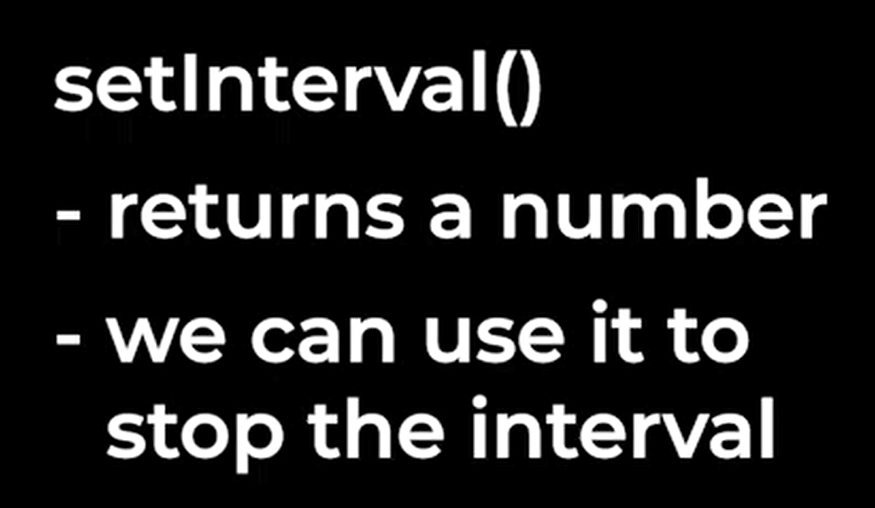 setInterval()
- returns a number
- we can use it to
stop the interval